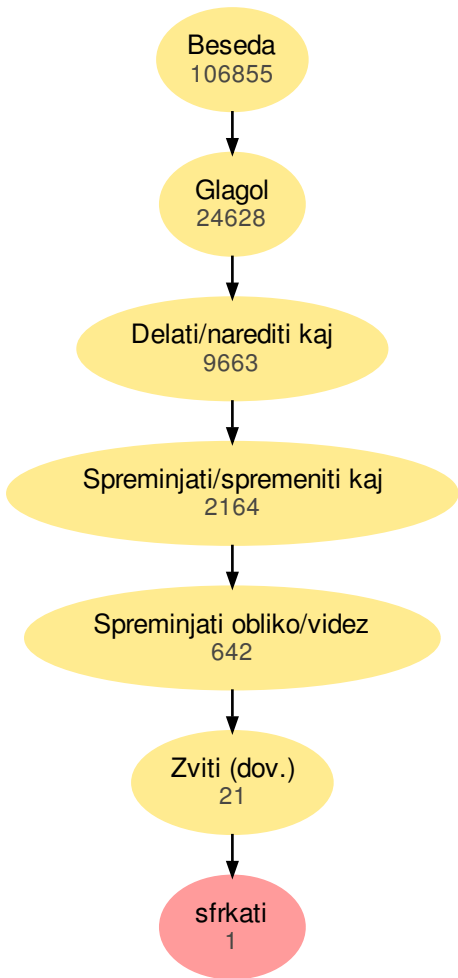 Beseda
106855
Glagol
24628
Delati/narediti kaj
9663
Spreminjati/spremeniti kaj
2164
Spreminjati obliko/videz
642
Zviti (dov.)
21
sfrkati
1